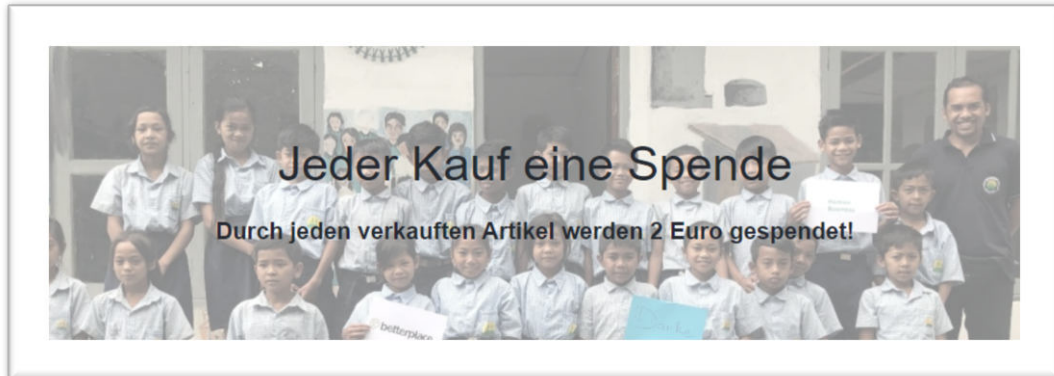 Jeder Kauf eine Spende
Durch jeden verkauften Artikel werden 2 Euro gespendet!
betterplace
Danke